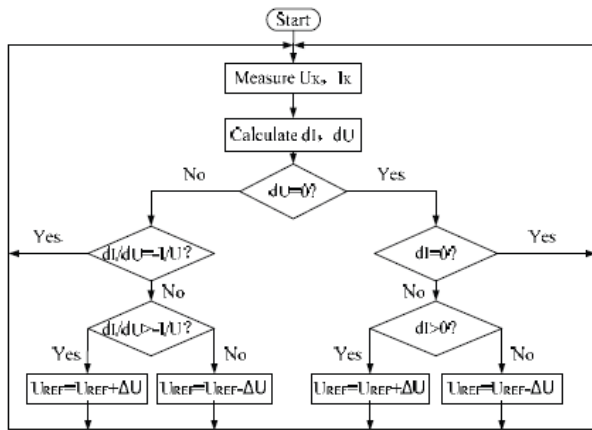 Start
Measure UK, IK
Calculate dI, dU
No
dU=0?
Yes
Yes
dI/dU=-I/U?
dI=0?
Yes
No
No
dI/dU>-I/U?
dI>0?
Yes
No
Yes
No
UREF=UREF+ΔU
UREF=UREF-ΔU
UREF=UREF+ΔU
UREF=UREF-ΔU